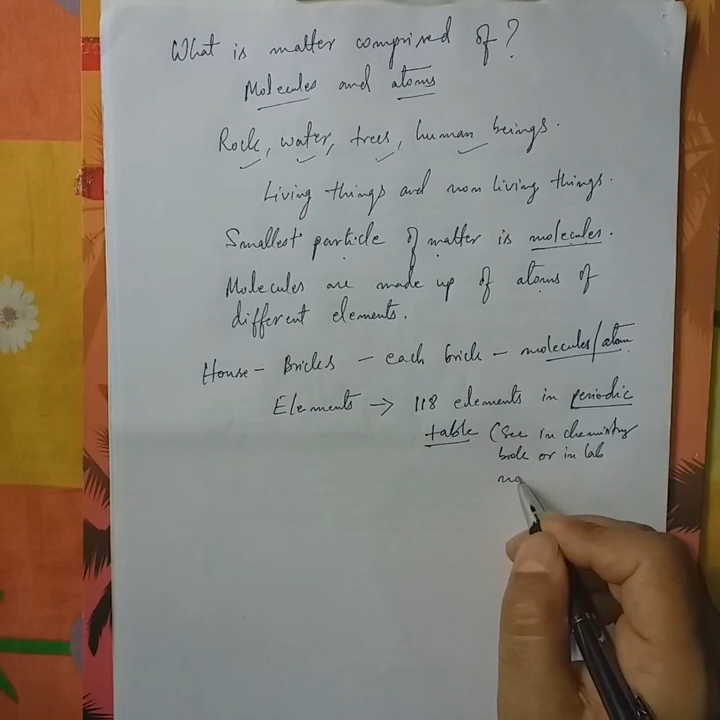 What is matter comprised of?
Molecules and atoms
Rock, water, trees, human beings.
Living things and non living things.
Smallest particle of matter is molecules.
Molecules are made up of atoms of
different elements.
House - Bricks - each brick - molecules/atom
Elements → 118 elements in periodic
table (See in chemistry
book or in lab